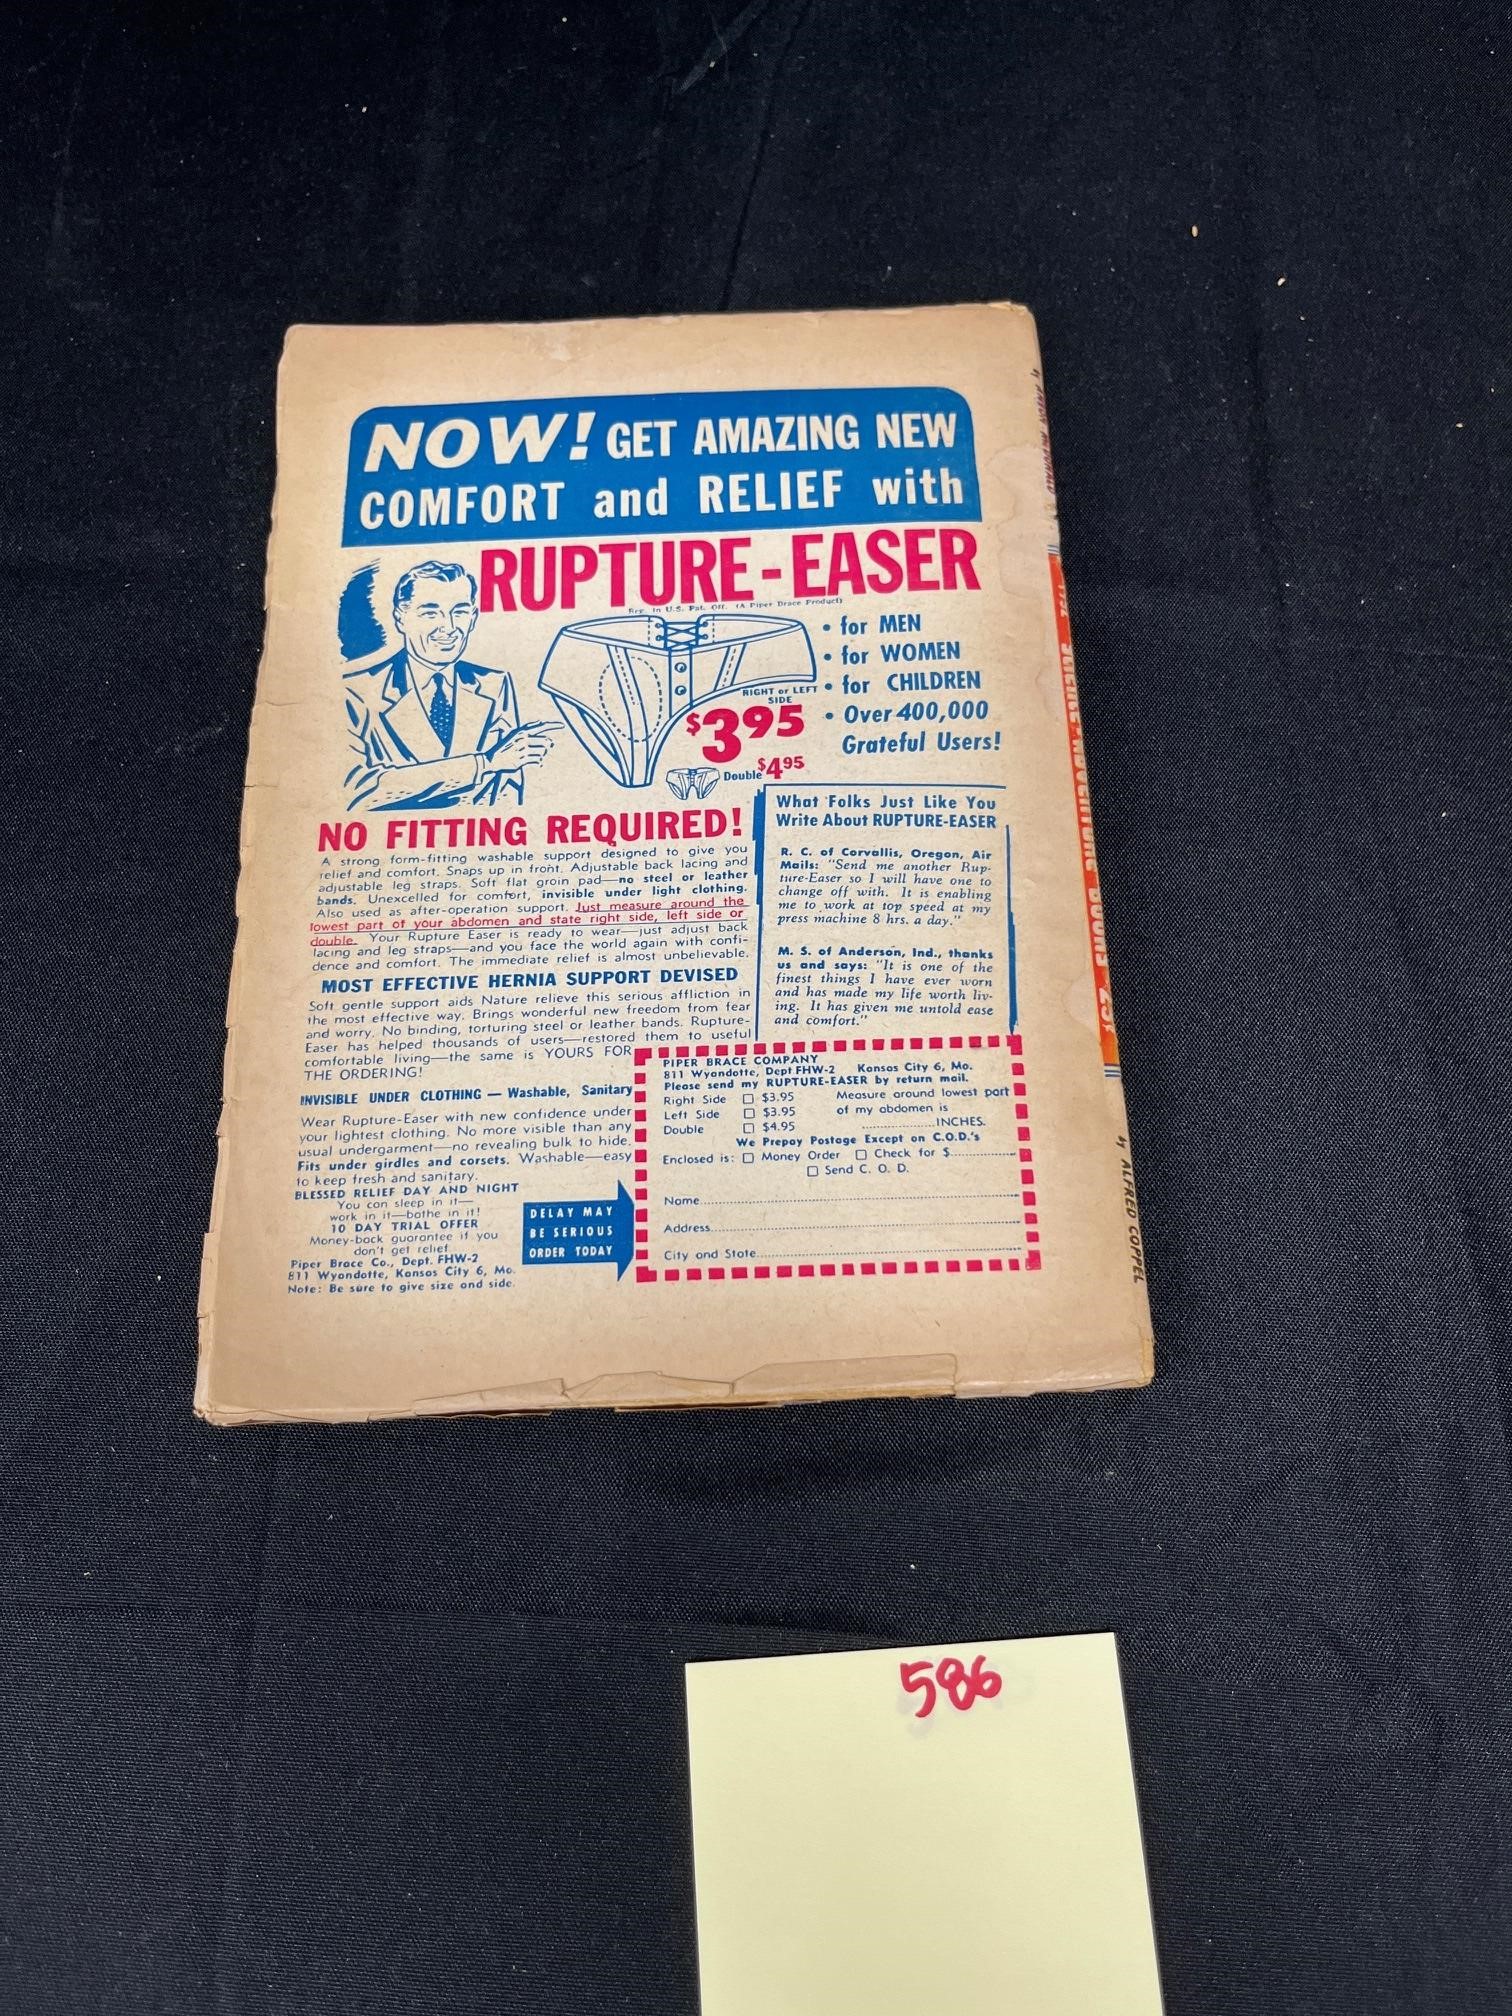 NOW! GET AMAZING NEW
COMFORT and RELIEF with
RUPTURE-EASER
Reg. in U.S. Pat. Off. (A Piper Brace Product)
• for MEN
• for WOMEN
• for CHILDREN
• Over 400,000
Grateful Users!
RIGHT or LEFT
SIDE
$3.95
Double $4.95
NO FITTING REQUIRED!
A strong form-fitting washable support designed to give you
relief and comfort. Snaps up in front. Adjustable back lacing and
adjustable leg straps. Soft flat groin pad—no steel or leather
bands. Unexcelled for comfort, invisible under light clothing.
Also used as after-operation support. Just measure around the
lowest part of your abdomen and state right side, left side or
double. Your Rupture Easer is ready to wear—just adjust back
lacing and leg straps—and you face the world again with confi-
dence and comfort. The immediate relief is almost unbelievable.
MOST EFFECTIVE HERNIA SUPPORT DEVISED
Soft gentle support aids Nature relieve this serious affliction in
the most effective way. Brings wonderful new freedom from fear
and worry. No binding, torturing steel or leather bands. Rupture-
Easer has helped thousands of users—restored them to useful
comfortable living—the same is YOURS FOR
THE ORDERING!
INVISIBLE UNDER CLOTHING — Washable, Sanitary
Wear Rupture-Easer with new confidence under
your lightest clothing. No more visible than any
usual undergarment—no revealing bulk to hide.
Fits under girdles and corsets. Washable—easy
to keep fresh and sanitary.
BLESSED RELIEF DAY AND NIGHT
You can sleep in it—
work in it—bathe in it!
10 DAY TRIAL OFFER
Money-back guarantee if you
don't get relief.
Piper Brace Co., Dept. FHW-2
811 Wyandotte, Kansas City 6, Mo.
Note: Be sure to give size and side.
DELAY MAY
BE SERIOUS
ORDER TODAY
What Folks Just Like You
Write About RUPTURE-EASER
R. C. of Corvallis, Oregon, Air
Mails: "Send me another Rup-
ture-Easer so I will have one to
change off with. It is enabling
me to work at top speed at my
press machine 8 hrs. a day."
M. S. of Anderson, Ind., thanks
us and says: "It is one of the
finest things I have ever worn
and has made my life worth liv-
ing. It has given me untold ease
and comfort."
PIPER BRACE COMPANY
811 Wyandotte, Dept FHW-2 Kansas City 6, Mo.
Please send my RUPTURE-EASER by return mail.
Right Side □ $3.95 Measure around lowest part
Left Side □ $3.95 of my abdomen is
Double □ $4.95 ..................INCHES.
We Prepay Postage Except on C.O.D.'s
Enclosed is: □ Money Order □ Check for $..............
□ Send C. O. D.
Name..................
Address..................
City and State..................
1952 SCIENCE-ADVENTURE BOOKS 25¢
by ALFRED COPPEL
586